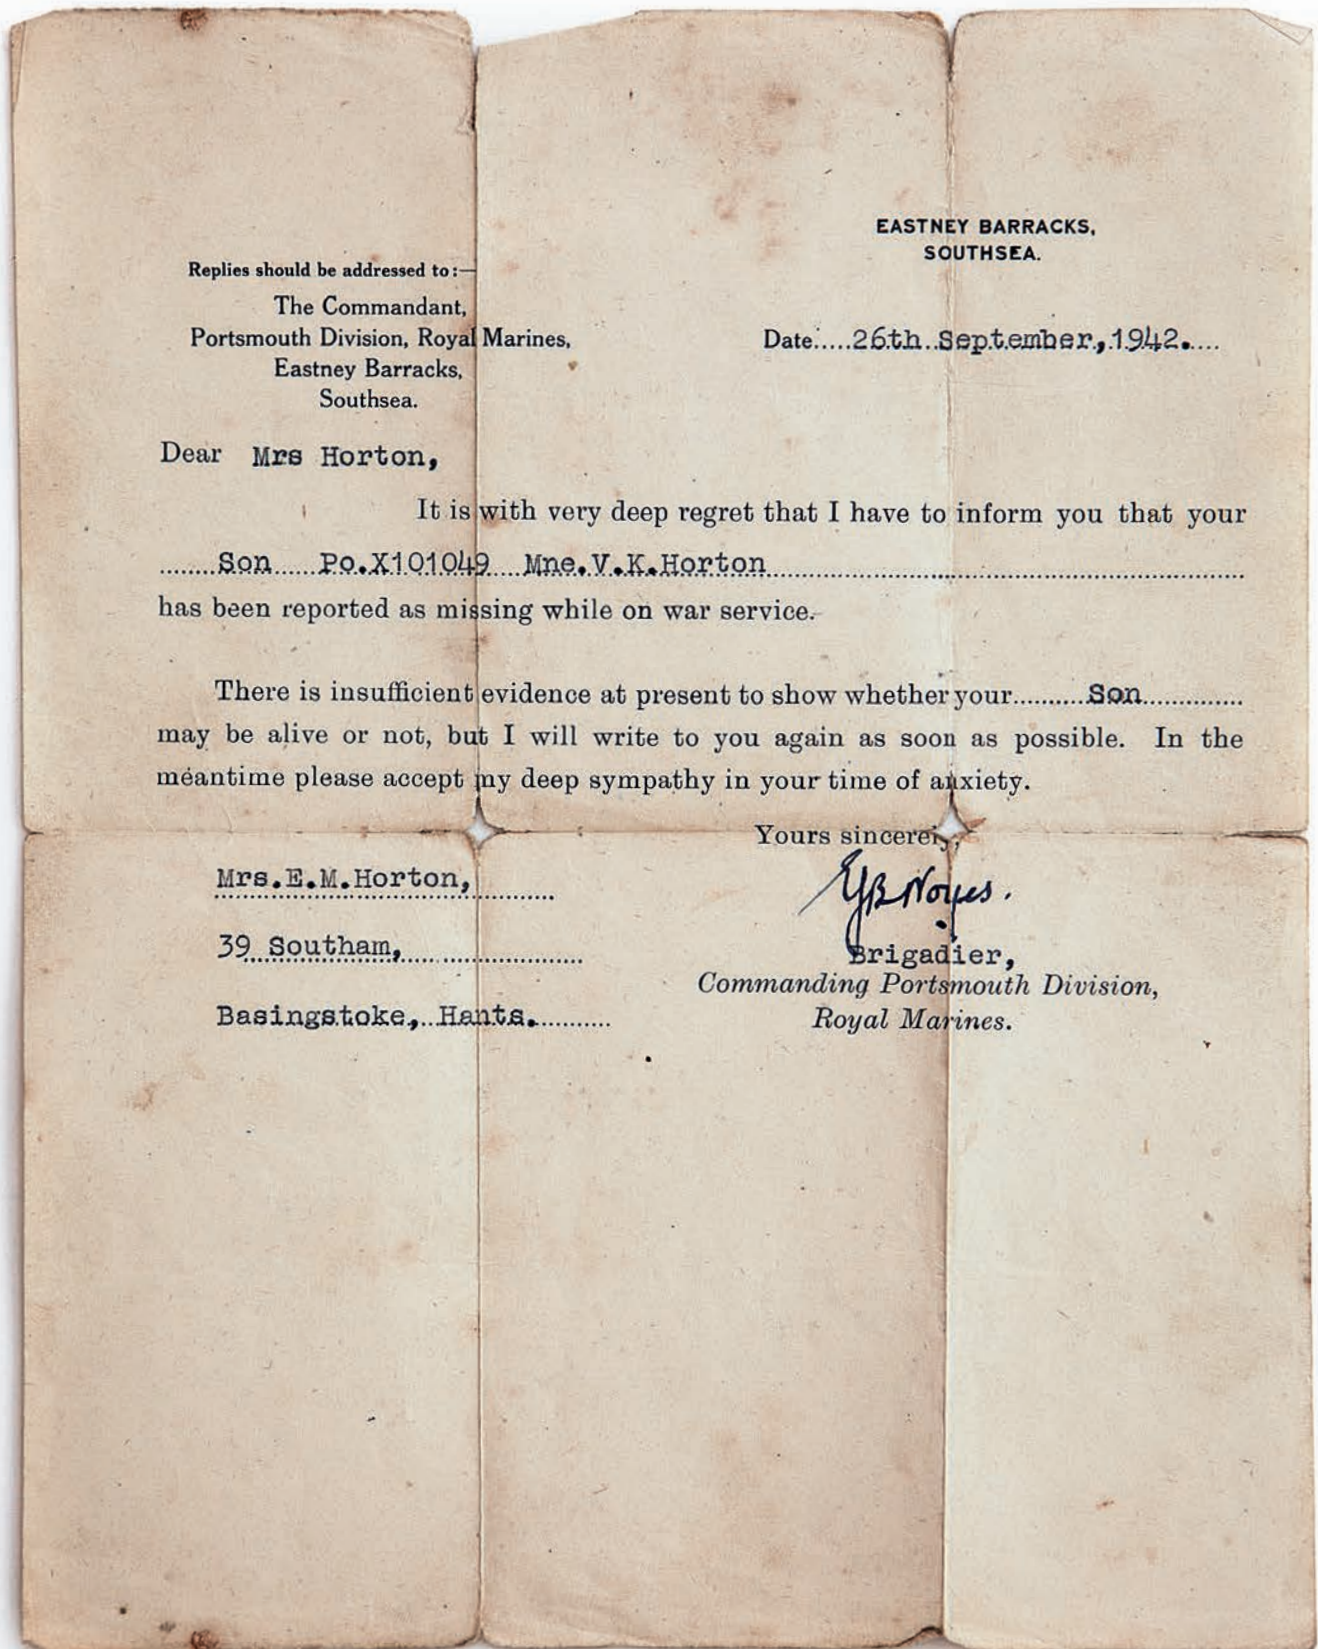 EASTNEY BARRACKS,
SOUTHSEA.
Replies should be addressed to:—
The Commandant,
Portsmouth Division, Royal Marines,
Eastney Barracks,
Southsea.
Date.....26th September, 1942.....
Dear Mrs Horton,
It is with very deep regret that I have to inform you that your
.......Son.....Po.X101049...Mne.V.K.Horton..............................
has been reported as missing while on war service.
There is insufficient evidence at present to show whether your..........Son..............
may be alive or not, but I will write to you again as soon as possible. In the
meantime please accept my deep sympathy in your time of anxiety.
Yours sincerely,
Mrs.E.M.Horton,
EJB Noyes.
39 Southam,
Brigadier,
Commanding Portsmouth Division,
Basingstoke, Hants.
Royal Marines.